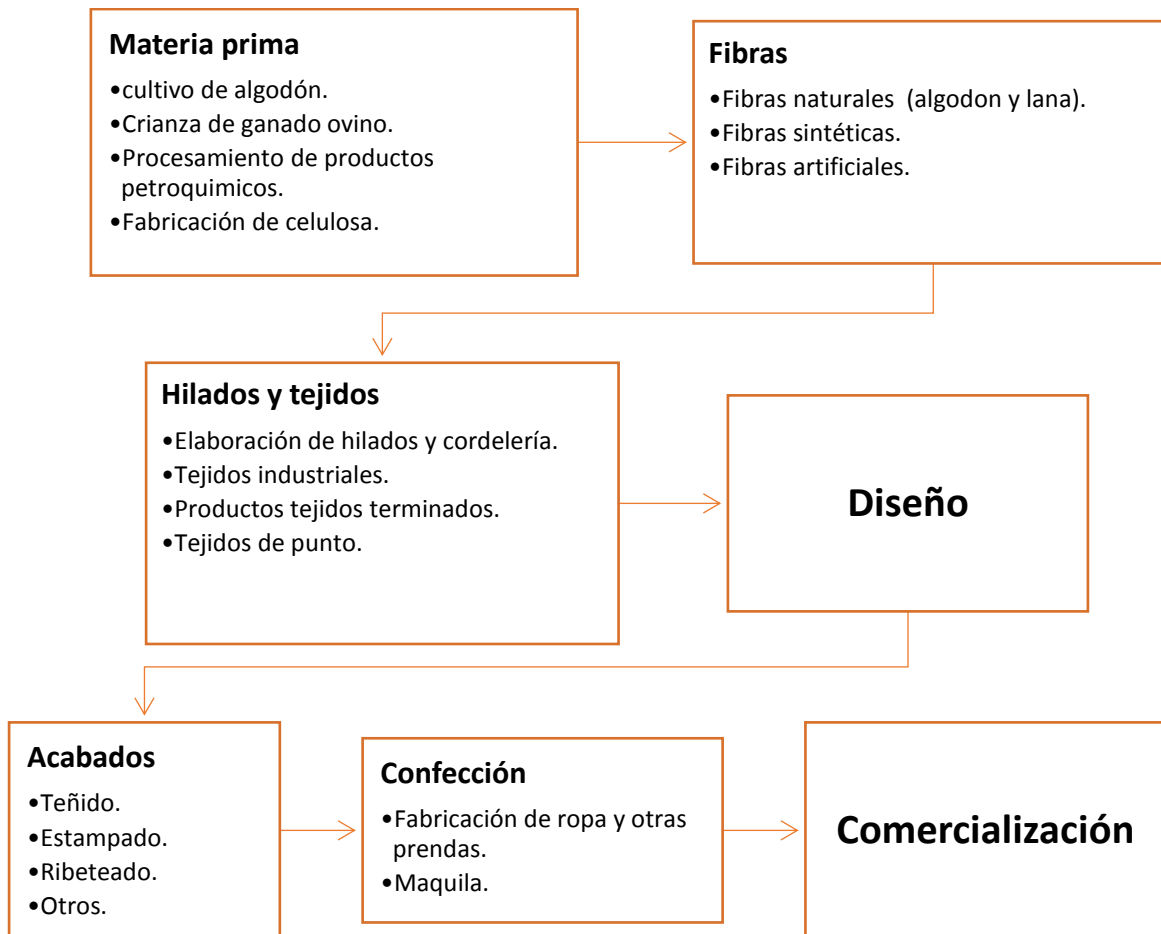 Materia prima
•cultivo de algodón.
•Crianza de ganado ovino.
•Procesamiento de productos
petroquimicos.
•Fabricación de celulosa.
Fibras
•Fibras naturales (algodon y lana).
•Fibras sintéticas.
•Fibras artificiales.
Hilados y tejidos
•Elaboración de hilados y cordelería.
•Tejidos industriales.
•Productos tejidos terminados.
•Tejidos de punto.
Diseño
Acabados
•Teñido.
•Estampado.
•Ribeteado.
•Otros.
Confección
•Fabricación de ropa y otras
prendas.
•Maquila.
Comercialización